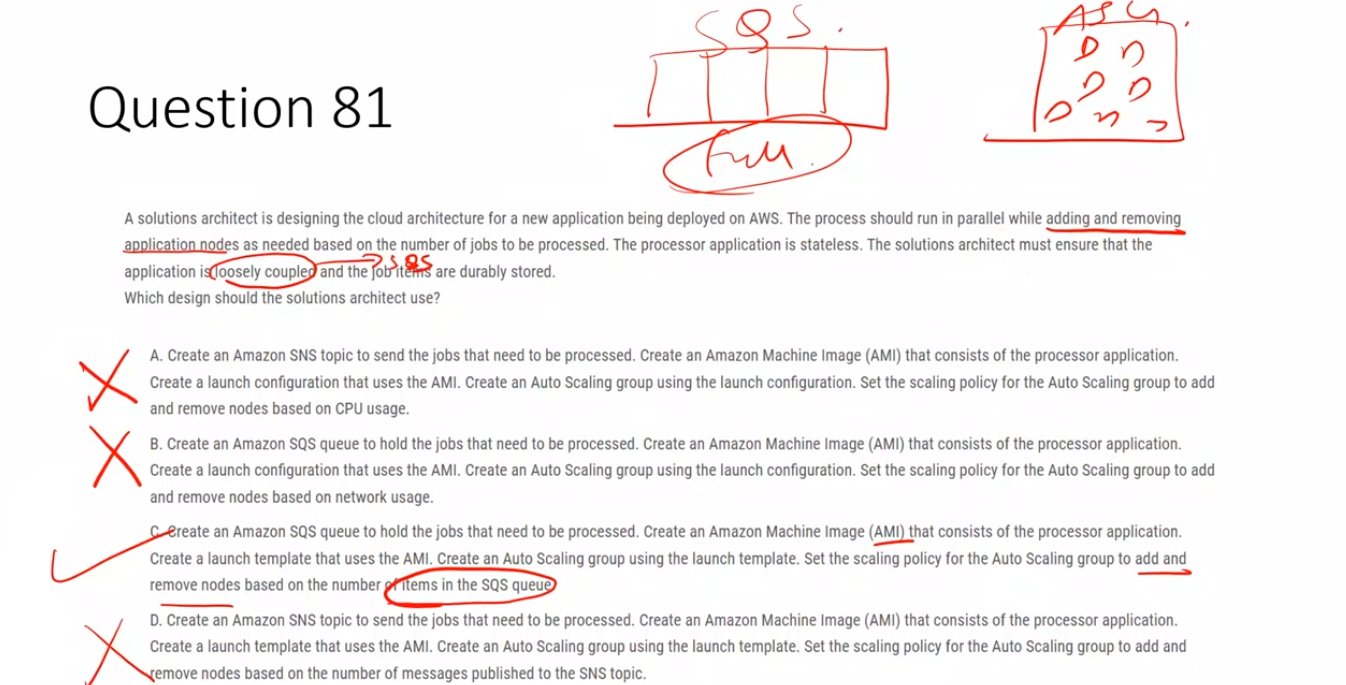 SQS.
ASG.
Question 81
Full
A solutions architect is designing the cloud architecture for a new application being deployed on AWS. The process should run in parallel while adding and removing
application nodes as needed based on the number of jobs to be processed. The processor application is stateless. The solutions architect must ensure that the
SQS
application is loosely coupled and the job items are durably stored.
Which design should the solutions architect use?
A. Create an Amazon SNS topic to send the jobs that need to be processed. Create an Amazon Machine Image (AMI) that consists of the processor application.
Create a launch configuration that uses the AMI. Create an Auto Scaling group using the launch configuration. Set the scaling policy for the Auto Scaling group to add
and remove nodes based on CPU usage.
B. Create an Amazon SQS queue to hold the jobs that need to be processed. Create an Amazon Machine Image (AMI) that consists of the processor application.
Create a launch configuration that uses the AMI. Create an Auto Scaling group using the launch configuration. Set the scaling policy for the Auto Scaling group to add
and remove nodes based on network usage.
C. Create an Amazon SQS queue to hold the jobs that need to be processed. Create an Amazon Machine Image (AMI) that consists of the processor application.
Create a launch template that uses the AMI. Create an Auto Scaling group using the launch template. Set the scaling policy for the Auto Scaling group to add and
remove nodes based on the number of items in the SQS queue
D. Create an Amazon SNS topic to send the jobs that need to be processed. Create an Amazon Machine Image (AMI) that consists of the processor application.
Create a launch template that uses the AMI. Create an Auto Scaling group using the launch template. Set the scaling policy for the Auto Scaling group to add and
remove nodes based on the number of messages published to the SNS topic.